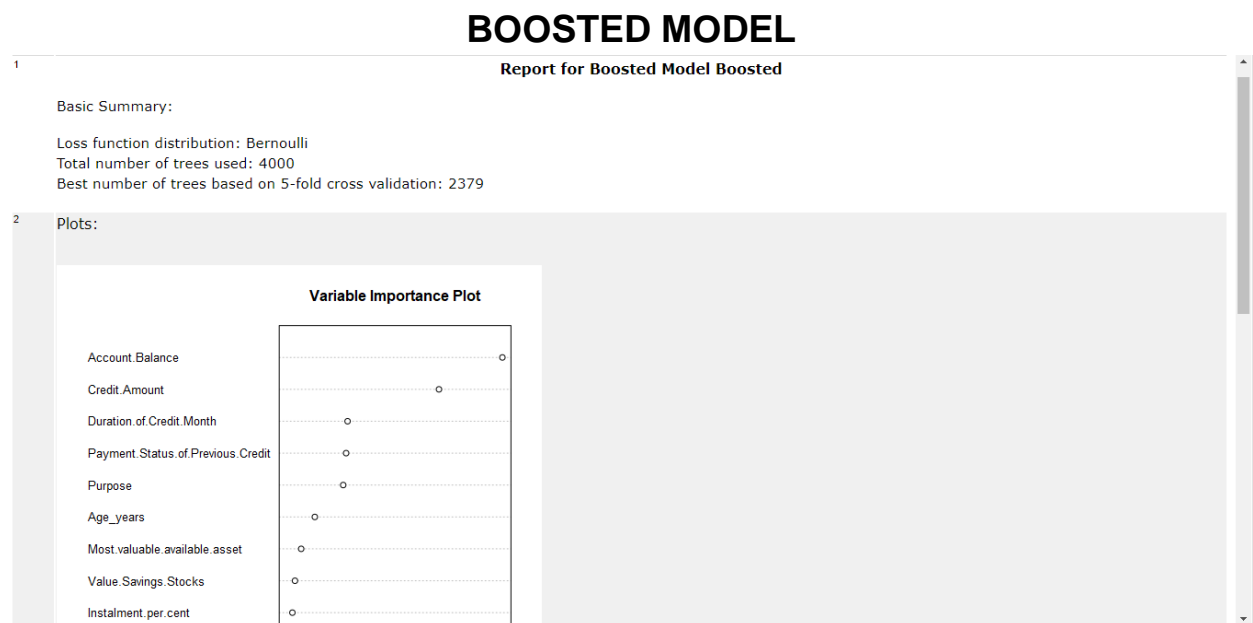 BOOSTED MODEL
1
Report for Boosted Model Boosted
Basic Summary:
Loss function distribution: Bernoulli
Total number of trees used: 4000
Best number of trees based on 5-fold cross validation: 2379
2
Plots:
Variable Importance Plot
Account.Balance
Credit.Amount
Duration.of.Credit.Month
Payment.Status.of.Previous.Credit
Purpose
Age_years
Most.valuable.available.asset
Value.Savings.Stocks
Instalment.per.cent